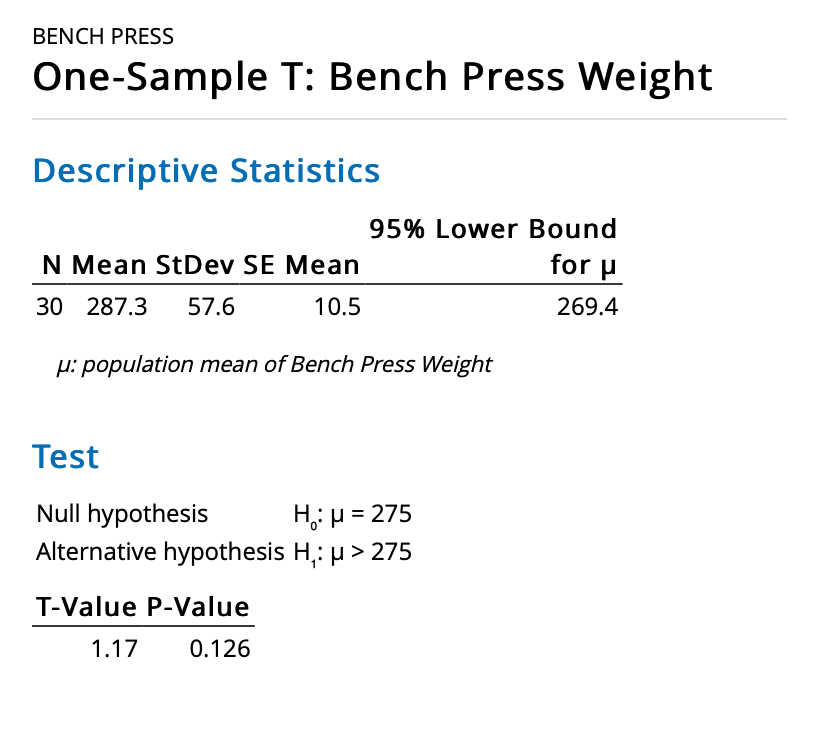 BENCH PRESS
One-Sample T: Bench Press Weight
Descriptive Statistics
95% Lower Bound
N Mean StDev SE Mean for μ
30 287.3 57.6 10.5 269.4
μ: population mean of Bench Press Weight
Test
Null hypothesis H₀: μ = 275
Alternative hypothesis H₁: μ > 275
T-Value P-Value
1.17 0.126